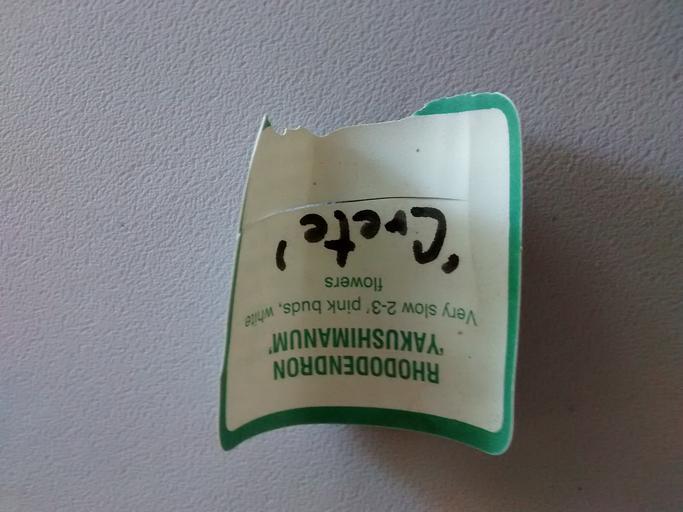 RHODODENDRON
'YAKUSHIMANUM'
Very slow 2-3' pink buds, white
flowers
'Crete'